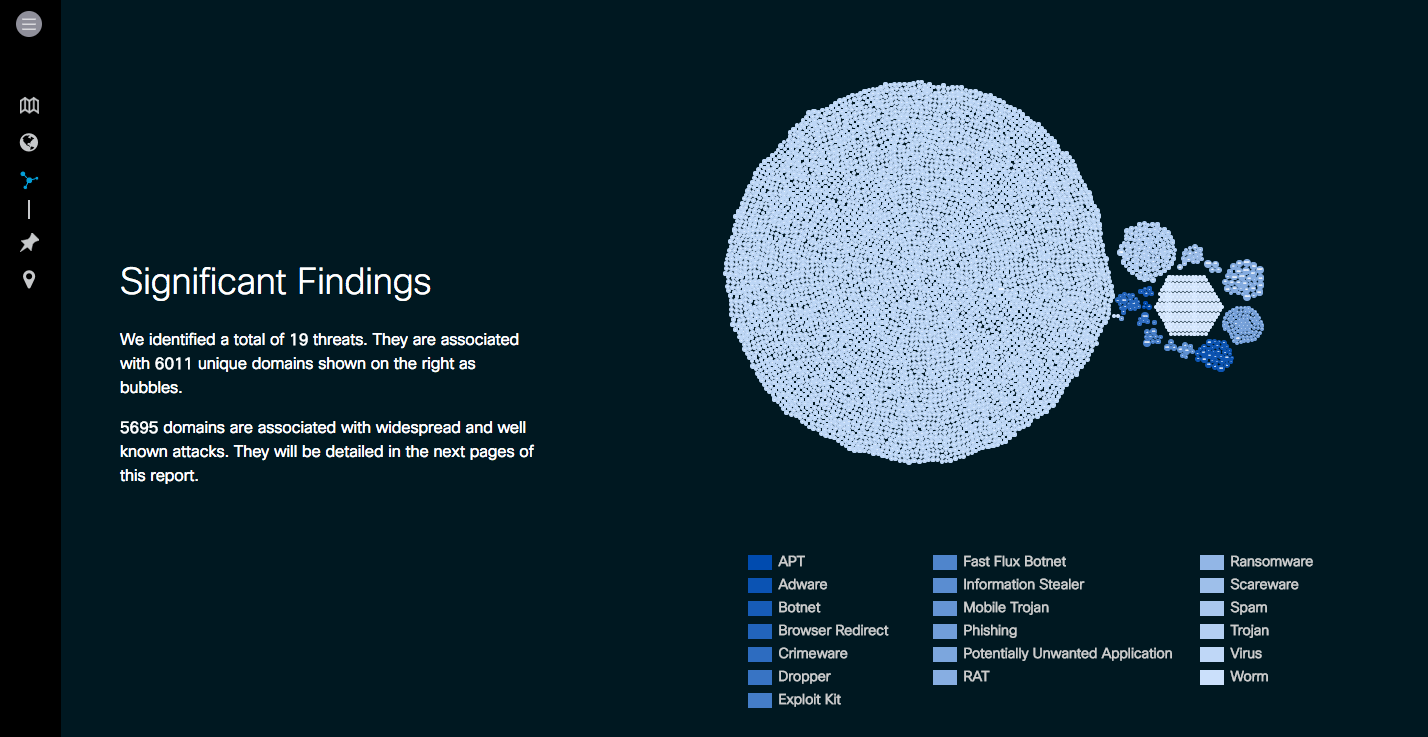 Significant Findings
We identified a total of 19 threats. They are associated
with 6011 unique domains shown on the right as
bubbles.
5695 domains are associated with widespread and well
known attacks. They will be detailed in the next pages of
this report.
APT
Adware
Botnet
Browser Redirect
Crimeware
Dropper
Exploit Kit
Fast Flux Botnet
Information Stealer
Mobile Trojan
Phishing
Potentially Unwanted Application
RAT
Ransomware
Scareware
Spam
Trojan
Virus
Worm